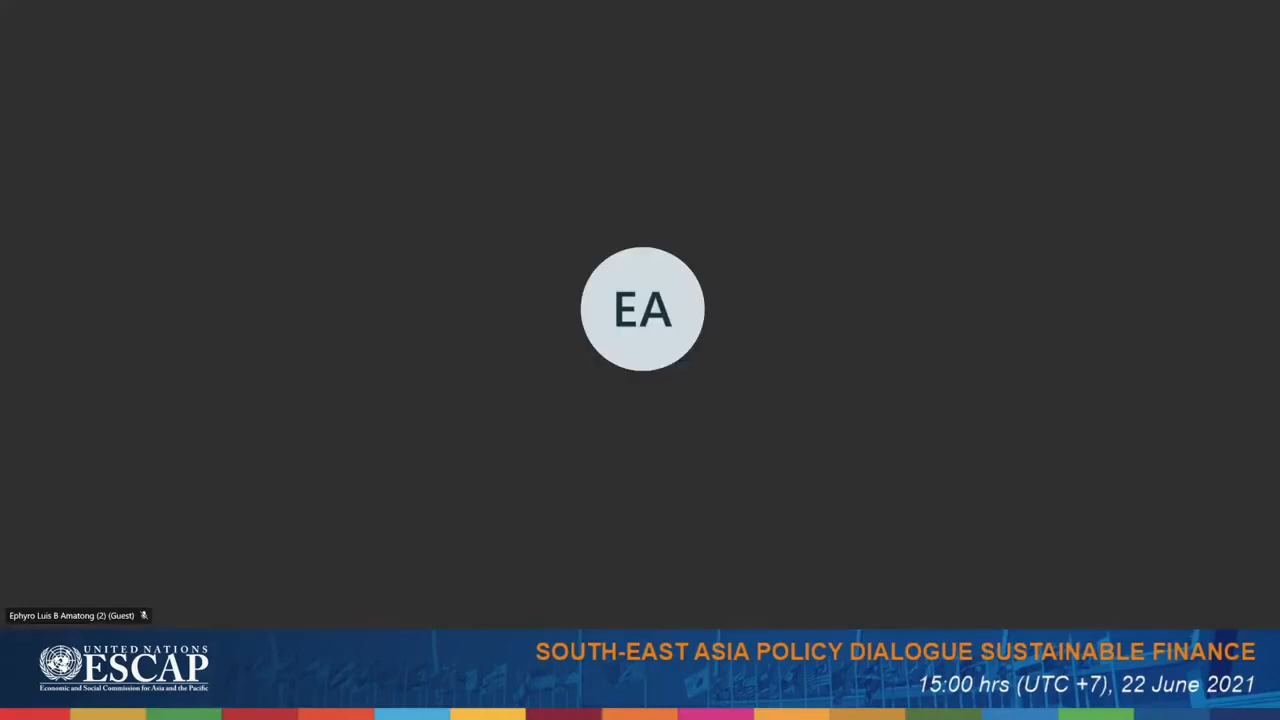 EA
Ephyro Luis B Amatong (2) (Guest)
UNITED NATIONS
ESCAP
Economic and Social Commission for Asia and the Pacific
SOUTH-EAST ASIA POLICY DIALOGUE SUSTAINABLE FINANCE
15:00 hrs (UTC +7), 22 June 2021